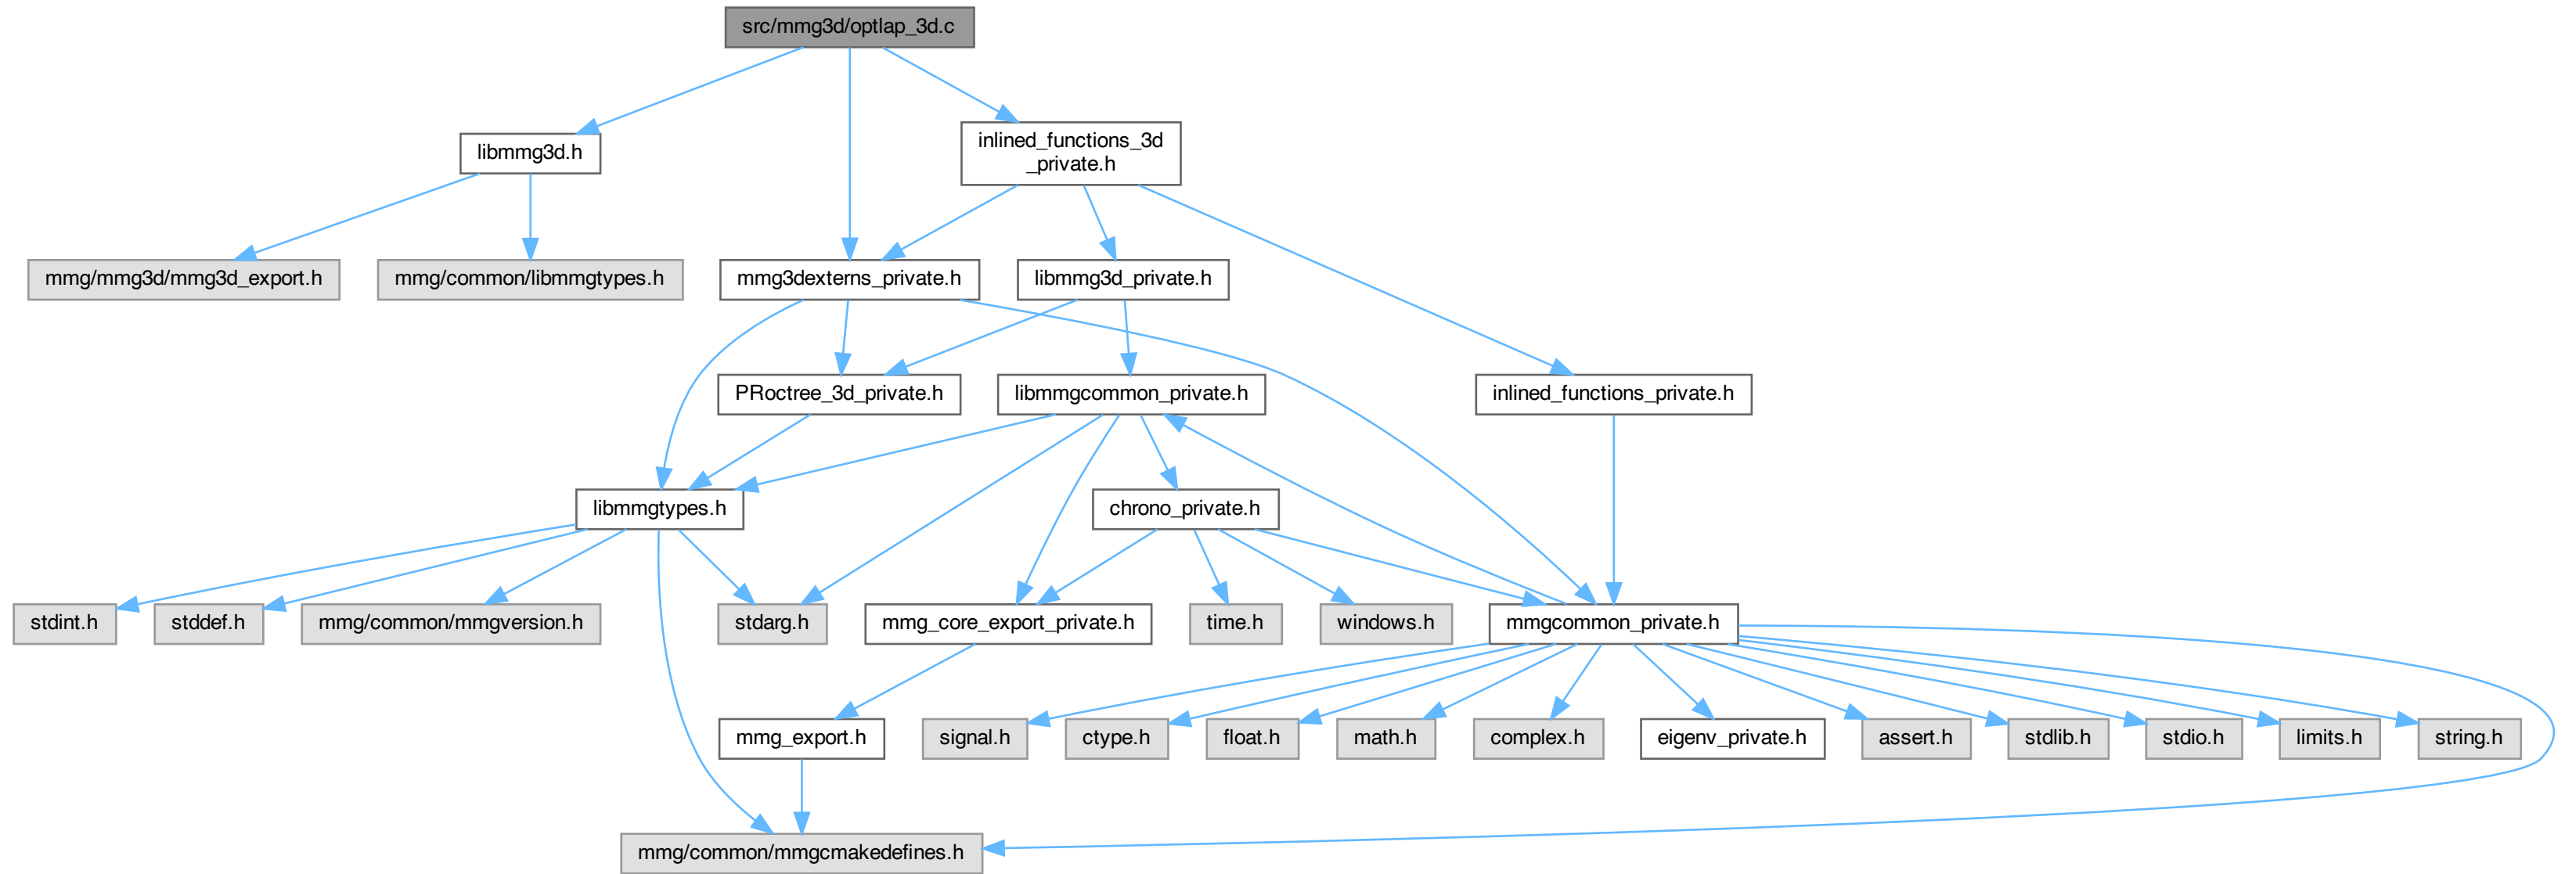 src/mmg3d/optlap_3d.c
libmmg3d.h
inlined_functions_3d
_private.h
mmg/mmg3d/mmg3d_export.h
mmg/common/libmmgtypes.h
mmg3dexterns_private.h
libmmg3d_private.h
PRoctree_3d_private.h
libmmgcommon_private.h
inlined_functions_private.h
libmmgtypes.h
chrono_private.h
stdint.h
stddef.h
mmg/common/mmgversion.h
stdarg.h
mmg_core_export_private.h
time.h
windows.h
mmgcommon_private.h
mmg_export.h
signal.h
ctype.h
float.h
math.h
complex.h
eigenv_private.h
assert.h
stdlib.h
stdio.h
limits.h
string.h
mmg/common/mmgcmakedefines.h